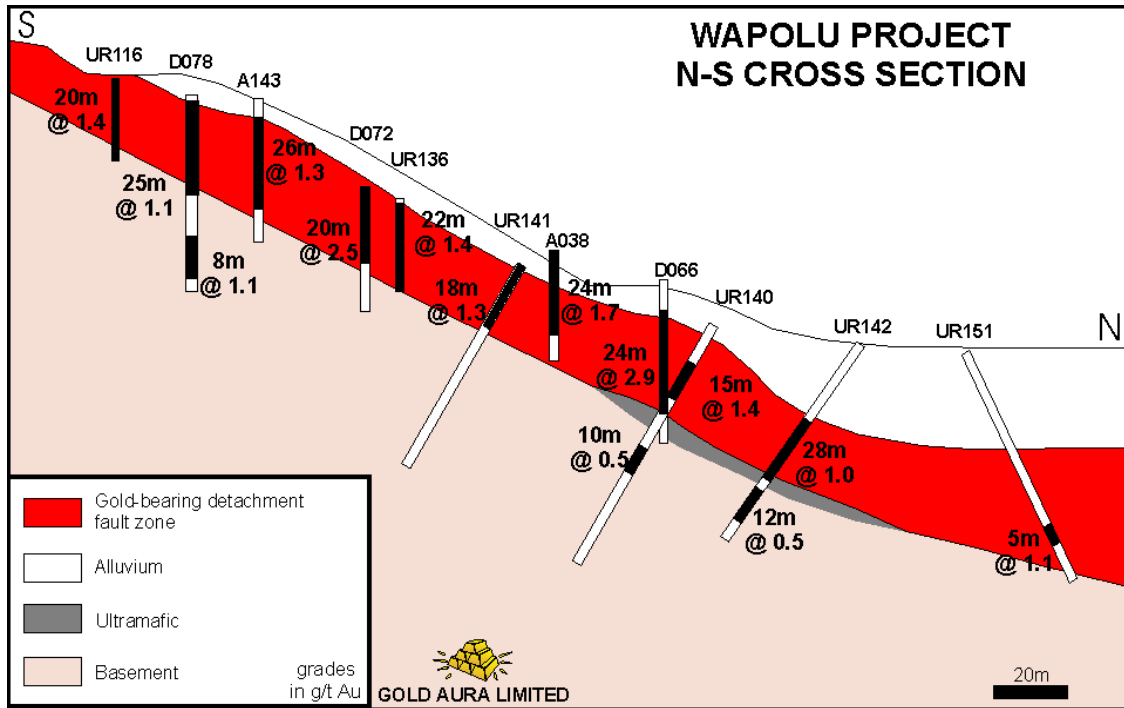 S
WAPOLU PROJECT
N-S CROSS SECTION
UR116
D078
A143
20m
@ 1.4
D072
UR136
26m
@ 1.3
25m
@ 1.1
22m
@ 1.4
UR141
20m
@ 2.5
A038
8m
@ 1.1
D066
18m
@ 1.3
24m
@ 1.7
UR140
N
UR142
UR151
24m
@ 2.9
15m
@ 1.4
10m
@ 0.5
28m
@ 1.0
12m
@ 0.5
5m
@ 1.1
Gold-bearing detachment
fault zone
Alluvium
Ultramafic
Basement
grades
in g/t Au
GOLD AURA LIMITED
20m